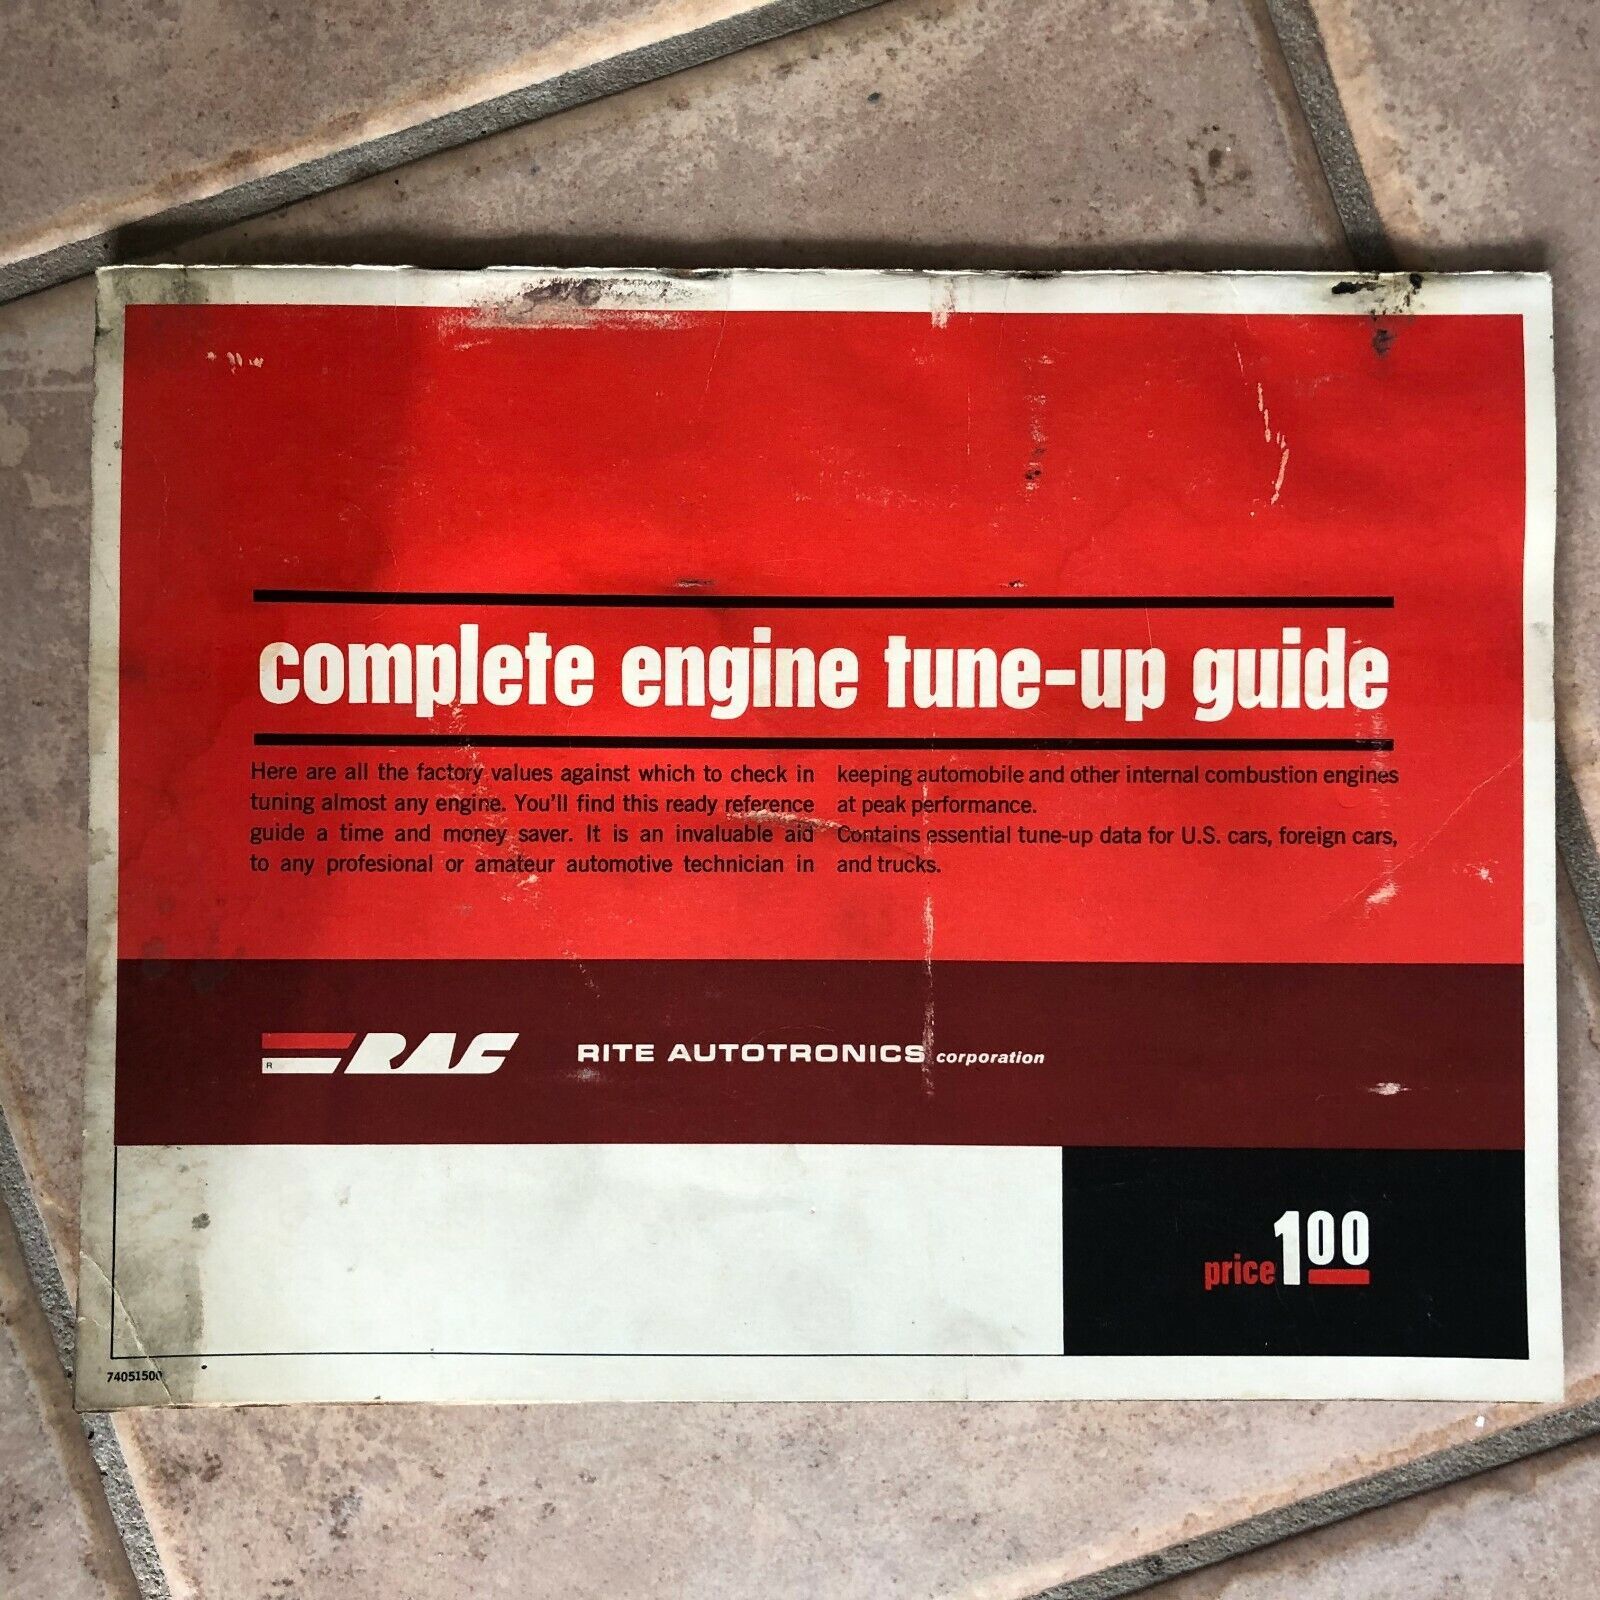 complete engine tune-up guide
Here are all the factory values against which to check in
tuning almost any engine. You'll find this ready reference
guide a time and money saver. It is an invaluable aid
to any profesional or amateur automotive technician in
keeping automobile and other internal combustion engines
at peak performance.
Contains essential tune-up data for U.S. cars, foreign cars,
and trucks.
R RAC
RITE AUTOTRONICS corporation
price 1 00
74051500